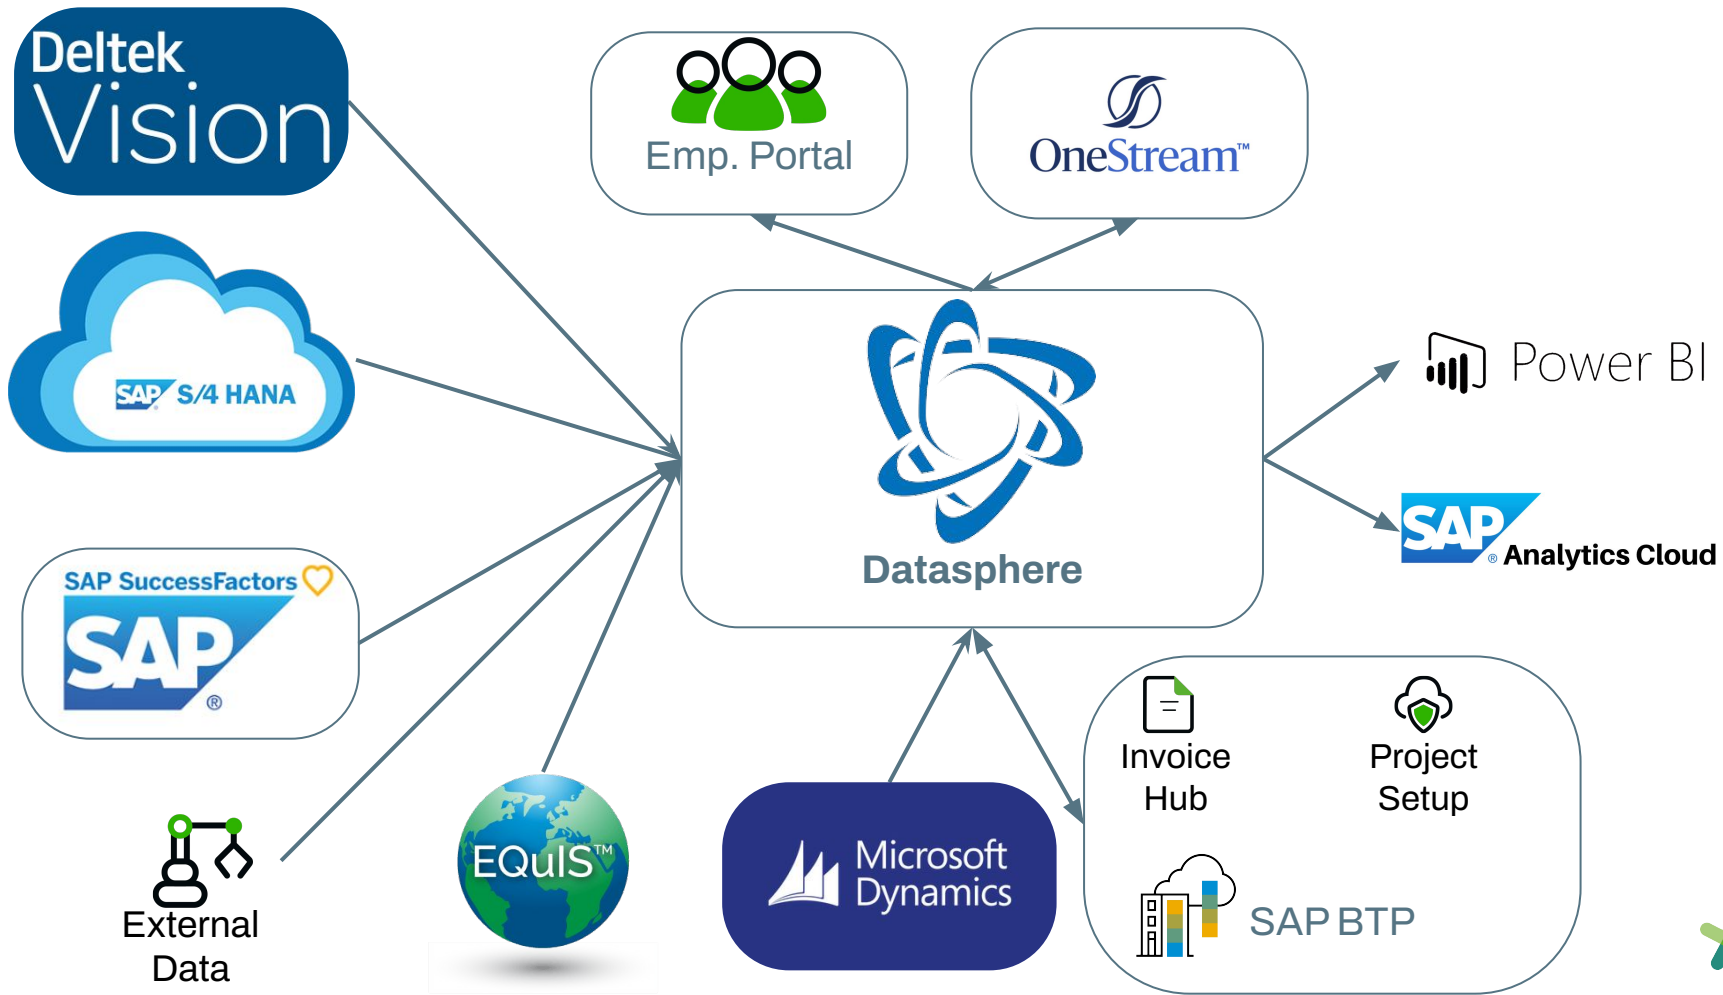 Deltek
Vision
Emp. Portal
OneStream™
SAP S/4 HANA
Power BI
SAP
® Analytics Cloud
Datasphere
SAP SuccessFactors
SAP
®
Invoice
Hub
Project
Setup
External
Data
EQuIS™
Microsoft
Dynamics
SAP BTP